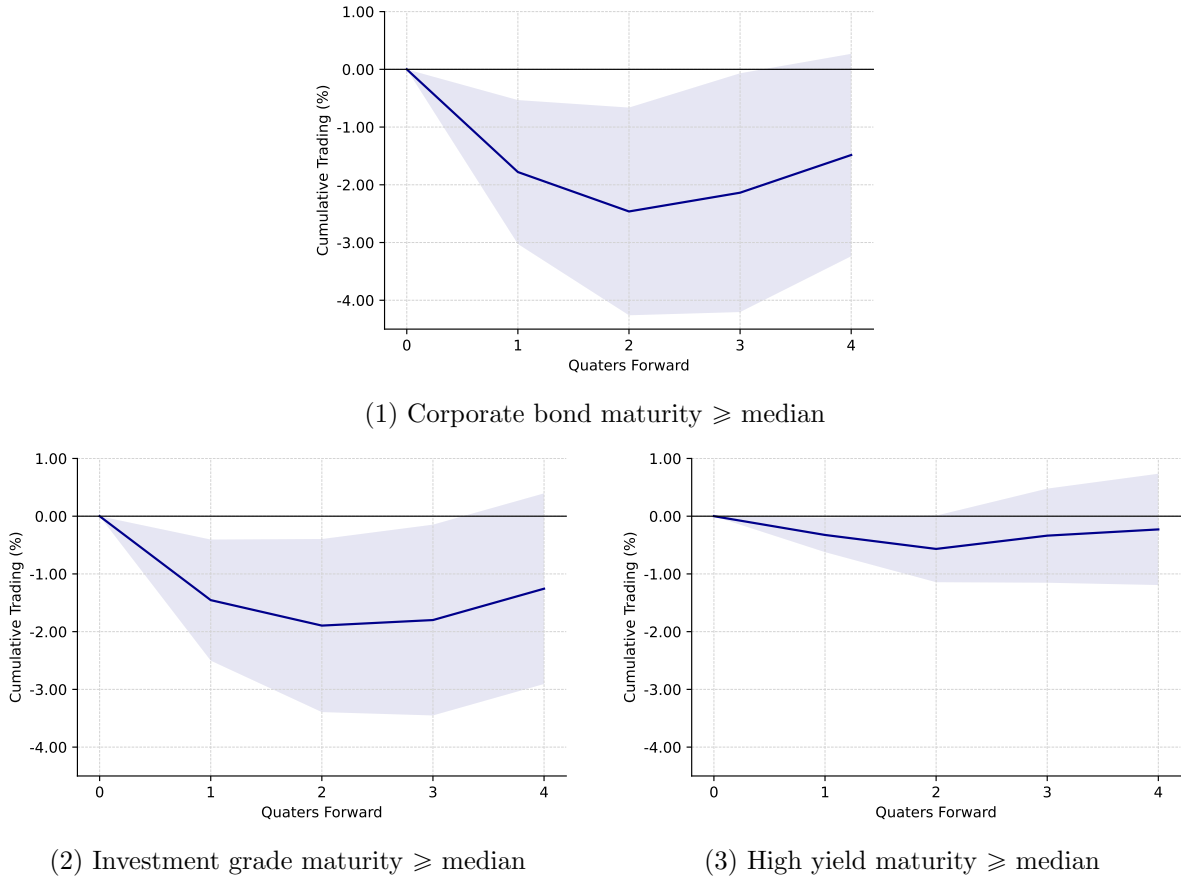 1.00
0.00
-1.00
-2.00
-3.00
-4.00
Cumulative Trading (%)
0 1 2 3 4
Quaters Forward
(1) Corporate bond maturity ⩾ median
1.00
0.00
-1.00
-2.00
-3.00
-4.00
Cumulative Trading (%)
0 1 2 3 4
Quaters Forward
(2) Investment grade maturity ⩾ median
1.00
0.00
-1.00
-2.00
-3.00
-4.00
Cumulative Trading (%)
0 1 2 3 4
Quaters Forward
(3) High yield maturity ⩾ median